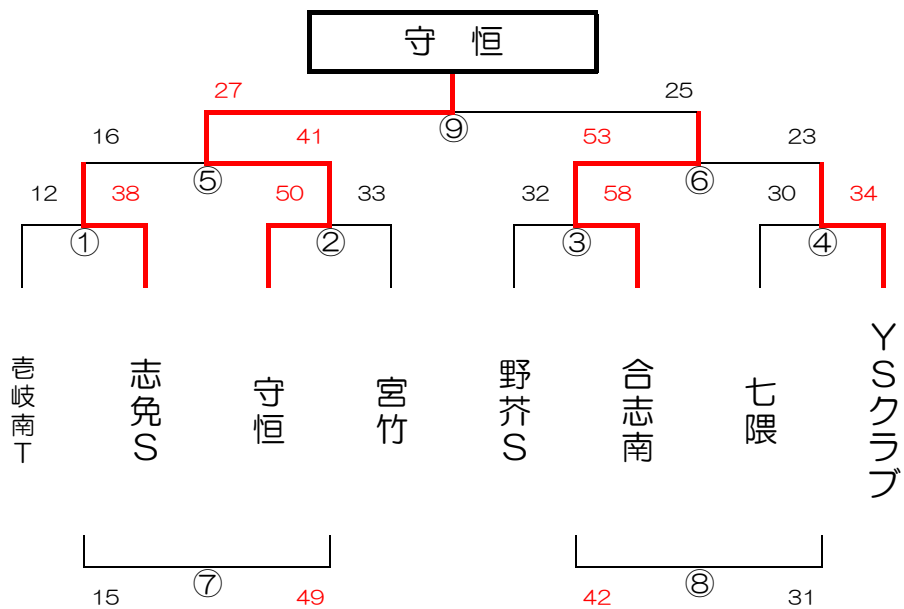 守 恒
27 25
⑨
16 41 53 23
⑤ ⑥
12 38 50 33 32 58 30 34
① ② ③ ④
壱岐南T
志免S
守恒
宮竹
野芥S
合志南
七隈
YSクラブ
⑦ ⑧
15 49 42 31